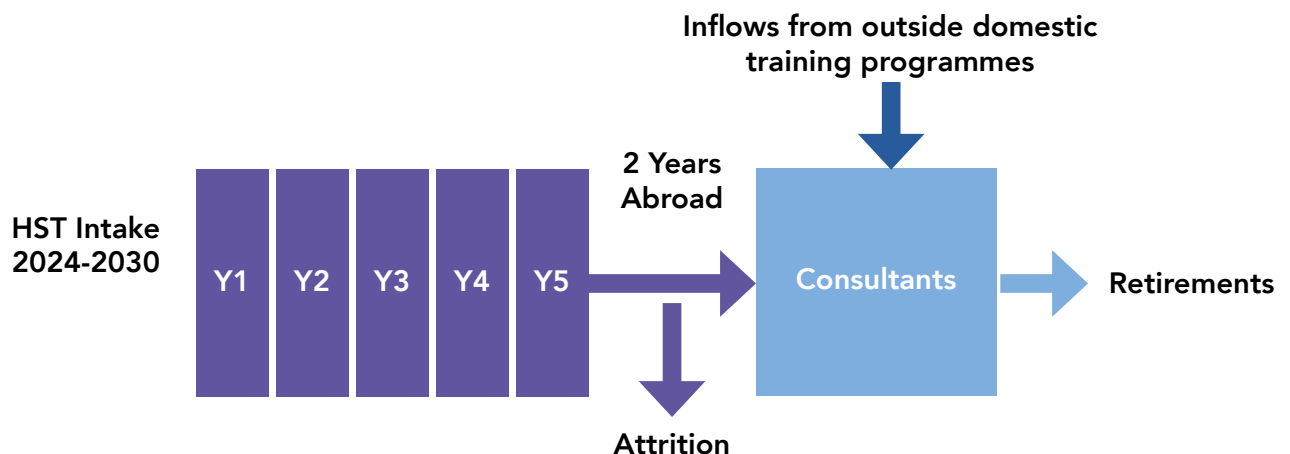 Inflows from outside domestic
training programmes
2 Years
Abroad
HST Intake
2024-2030
Y1
Y2
Y3
Y4
Y5
Consultants
Retirements
Attrition